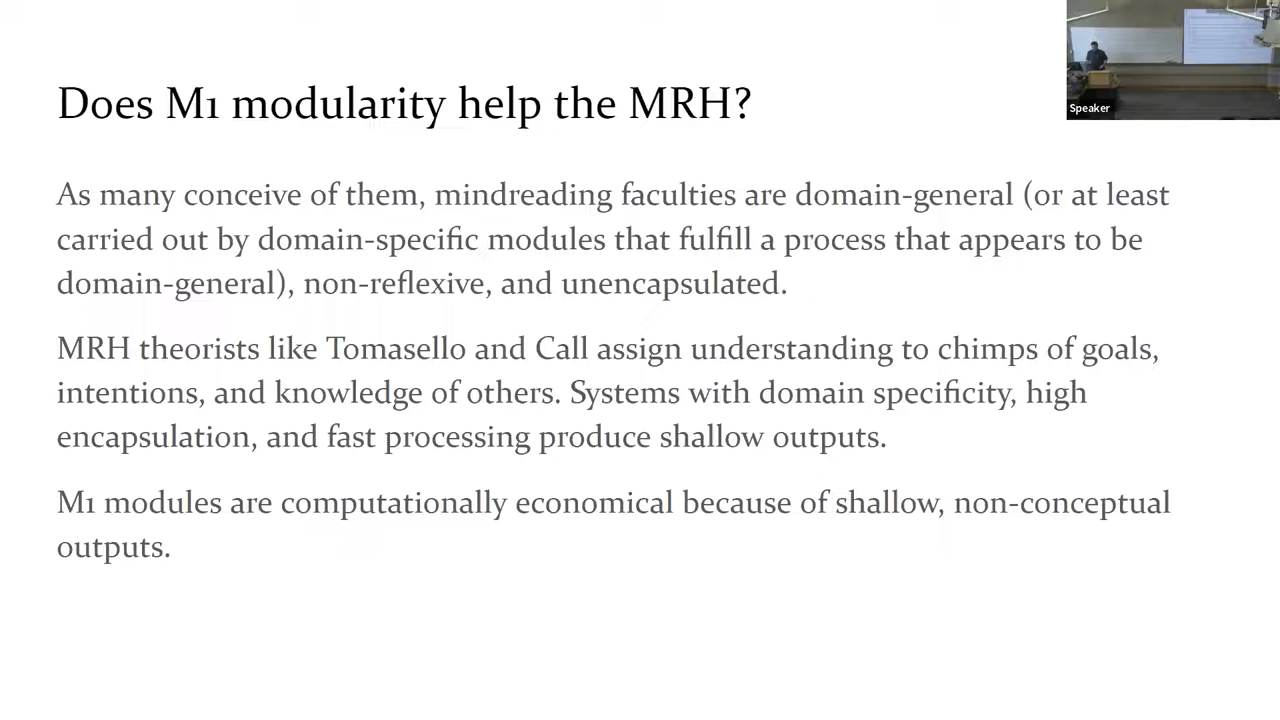 Does M1 modularity help the MRH?
Speaker
As many conceive of them, mindreading faculties are domain-general (or at least
carried out by domain-specific modules that fulfill a process that appears to be
domain-general), non-reflexive, and unencapsulated.
MRH theorists like Tomasello and Call assign understanding to chimps of goals,
intentions, and knowledge of others. Systems with domain specificity, high
encapsulation, and fast processing produce shallow outputs.
M1 modules are computationally economical because of shallow, non-conceptual
outputs.